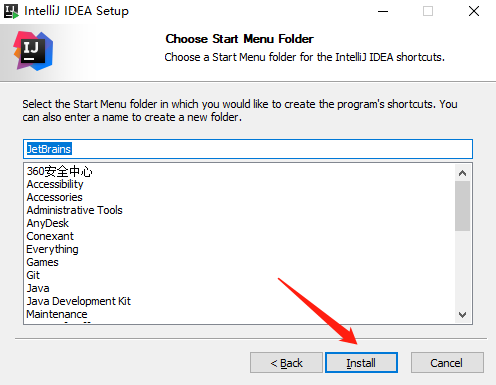 IntelliJ IDEA Setup
IJ
Choose Start Menu Folder
Choose a Start Menu folder for the IntelliJ IDEA shortcuts.
Select the Start Menu folder in which you would like to create the program's shortcuts. You
can also enter a name to create a new folder.
JetBrains
360安全中心
Accessibility
Accessories
Administrative Tools
AnyDesk
Conexant
Everything
Games
Git
Java
Java Development Kit
Maintenance
< Back Install Cancel